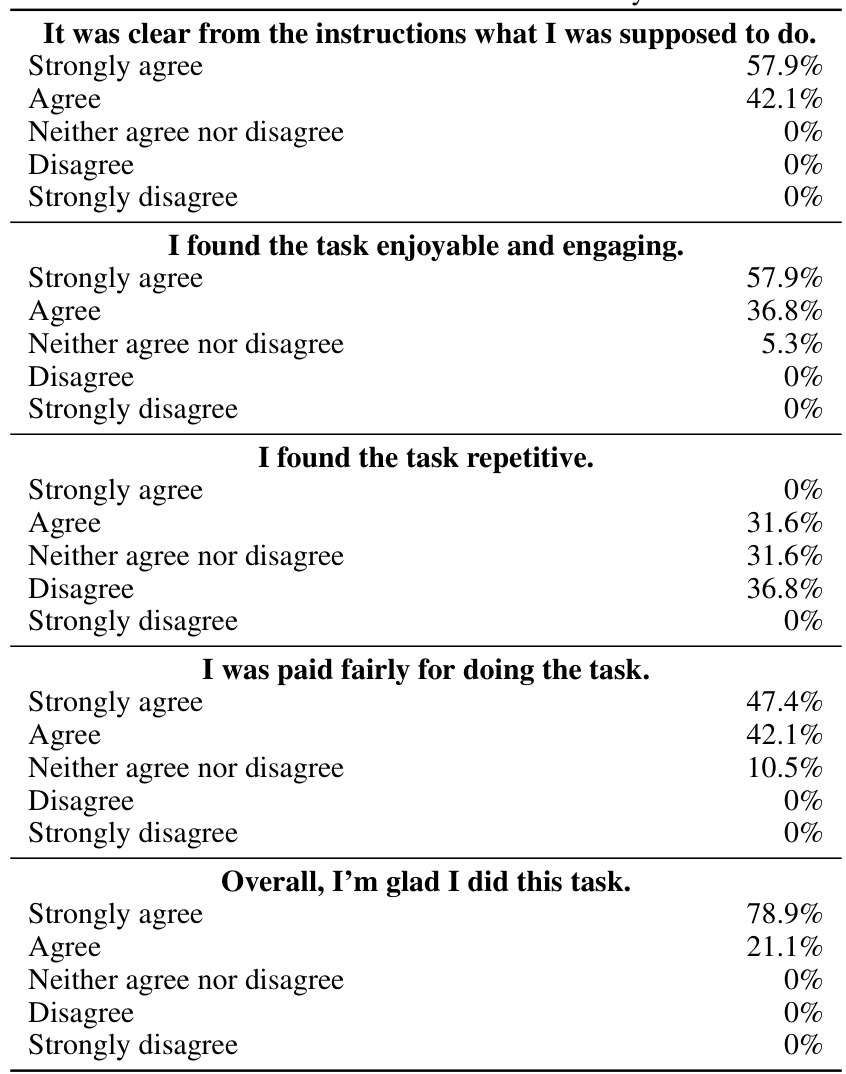 It was clear from the instructions what I was supposed to do.
Strongly agree 57.9%
Agree 42.1%
Neither agree nor disagree 0%
Disagree 0%
Strongly disagree 0%
I found the task enjoyable and engaging.
Strongly agree 57.9%
Agree 36.8%
Neither agree nor disagree 5.3%
Disagree 0%
Strongly disagree 0%
I found the task repetitive.
Strongly agree 0%
Agree 31.6%
Neither agree nor disagree 31.6%
Disagree 36.8%
Strongly disagree 0%
I was paid fairly for doing the task.
Strongly agree 47.4%
Agree 42.1%
Neither agree nor disagree 10.5%
Disagree 0%
Strongly disagree 0%
Overall, I'm glad I did this task.
Strongly agree 78.9%
Agree 21.1%
Neither agree nor disagree 0%
Disagree 0%
Strongly disagree 0%